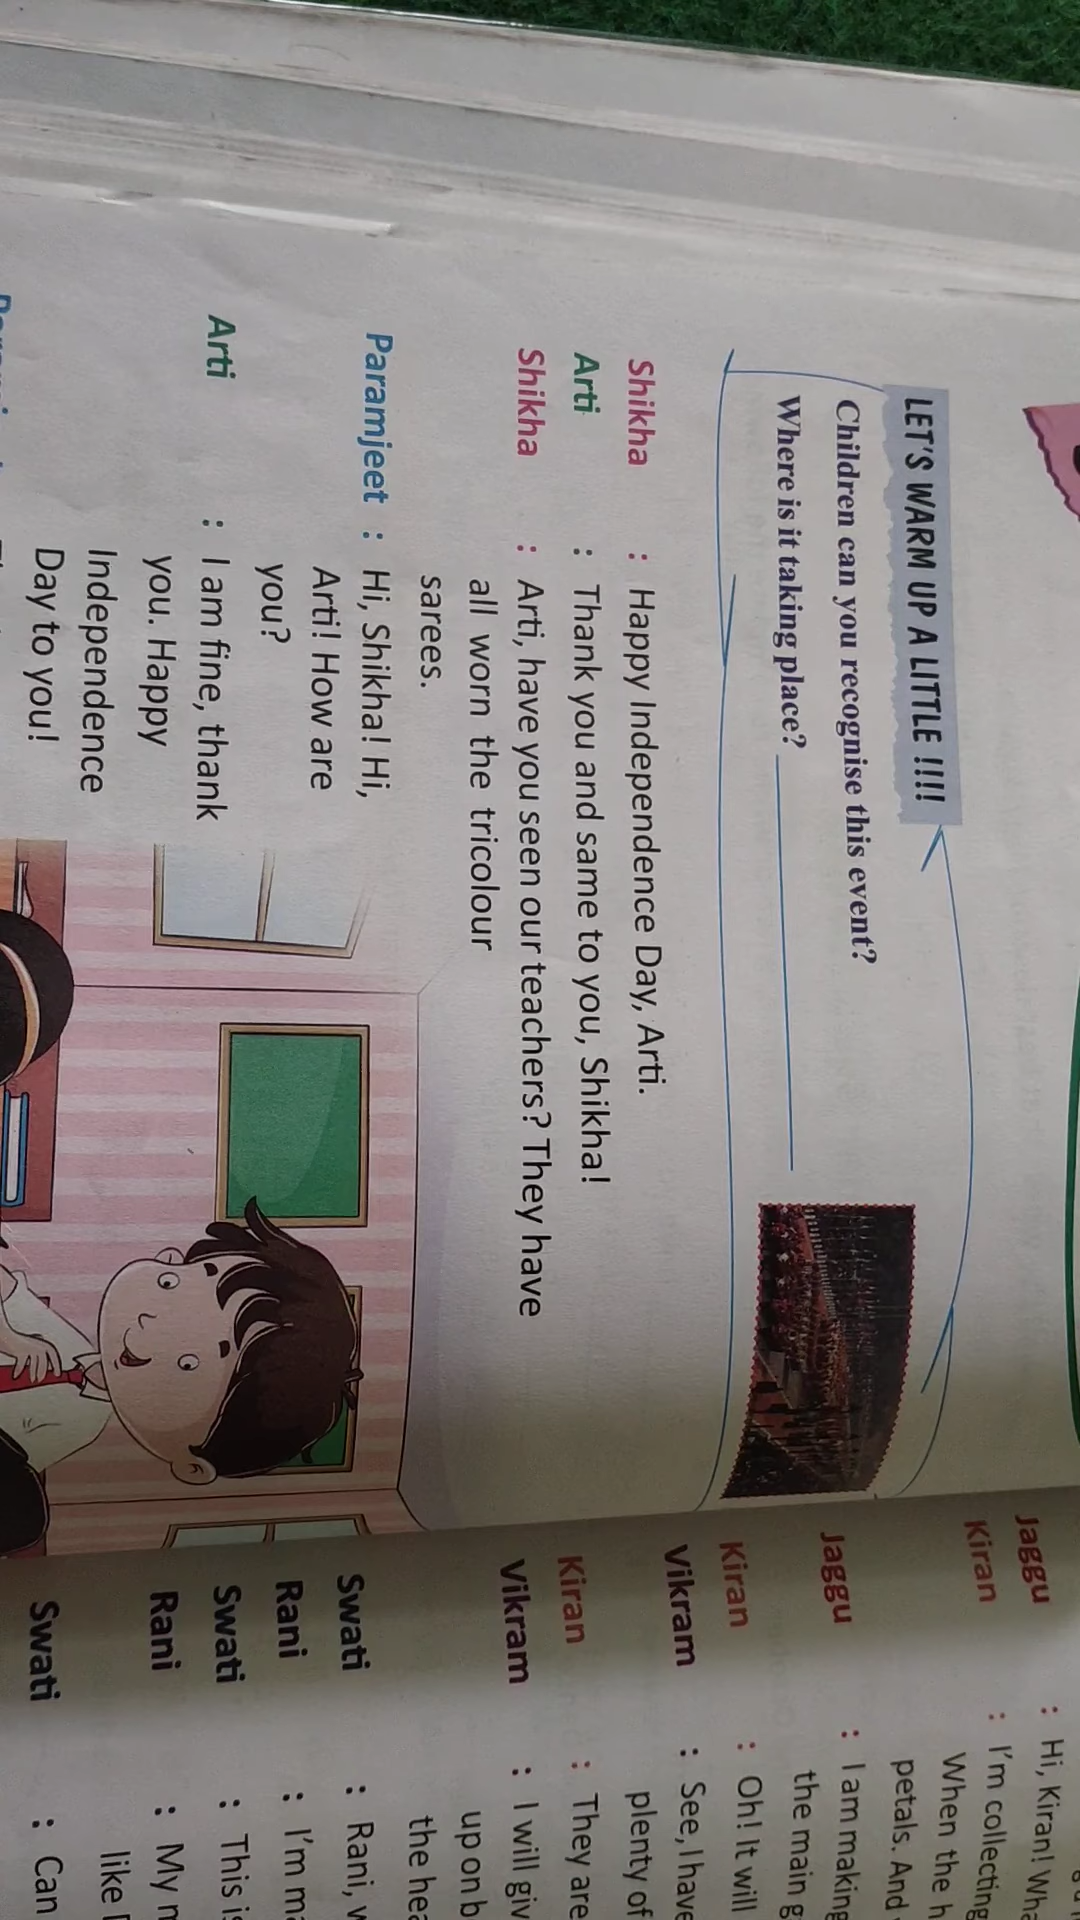 LET'S WARM UP A LITTLE !!!!
Children can you recognise this event?
Where is it taking place?
Shikha : Happy Independence Day, Arti.
Arti : Thank you and same to you, Shikha!
Shikha : Arti, have you seen our teachers? They have
all worn the tricolour
sarees.
Paramjeet : Hi, Shikha! Hi,
Arti! How are
you?
Arti : I am fine, thank
you. Happy
Independence
Day to you!
Jaggu : Hi, Kiran!
Kiran : I'm collecting
When the
petals. And
Jaggu : I am making
the main
Kiran : Oh! It will
Vikram : See, I have
plenty of
Kiran : They are
Vikram : I will
up on
the
Swati : Rani,
Rani : I'm
Swati : This
Rani : My
like
Swati : Can